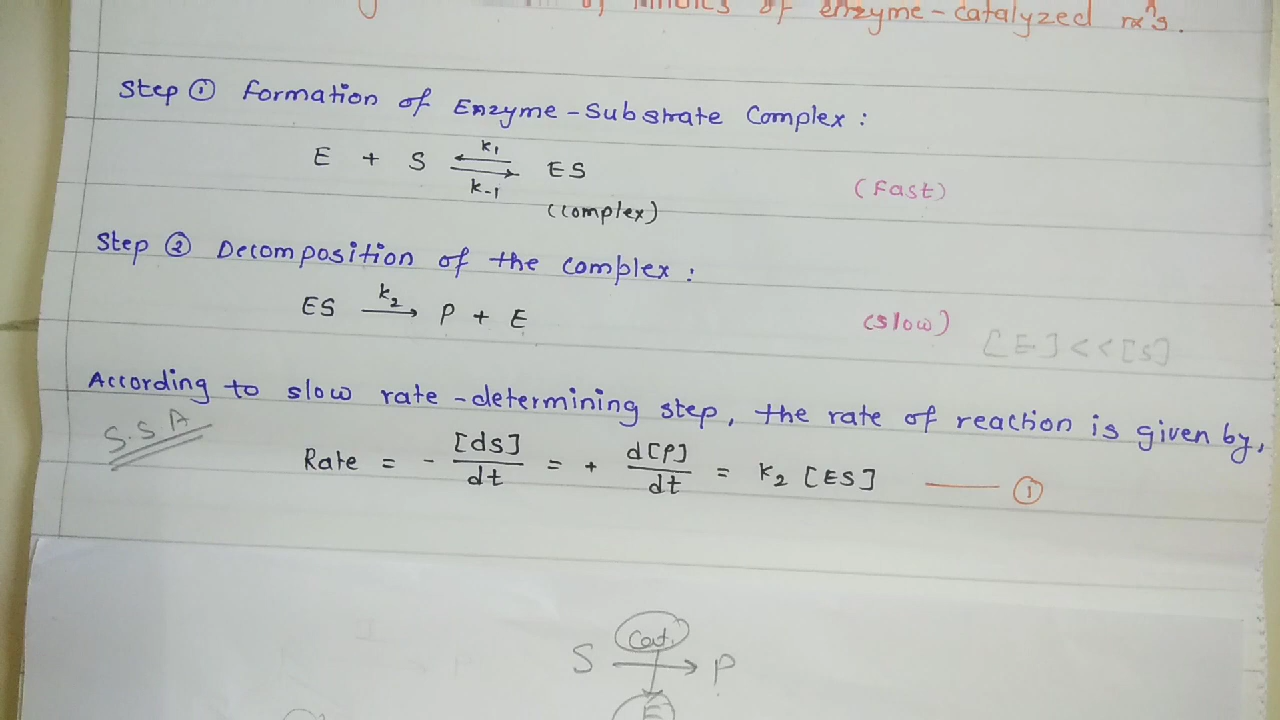 of enzyme-catalyzed rxⁿs.
Step ① Formation of Enzyme-Substrate Complex:
k₁
E + S ⇌ ES
k₋₁
(Fast)
(complex)
Step ② Decomposition of the complex:
ES —k₂→ P + E
(slow)
[E]<<[S]
According to slow rate-determining step, the rate of reaction is given by,
S.S A
Rate = - [ds]/dt = + d[P]/dt = k₂ [ES] —— ①
Cat.
S → P
E